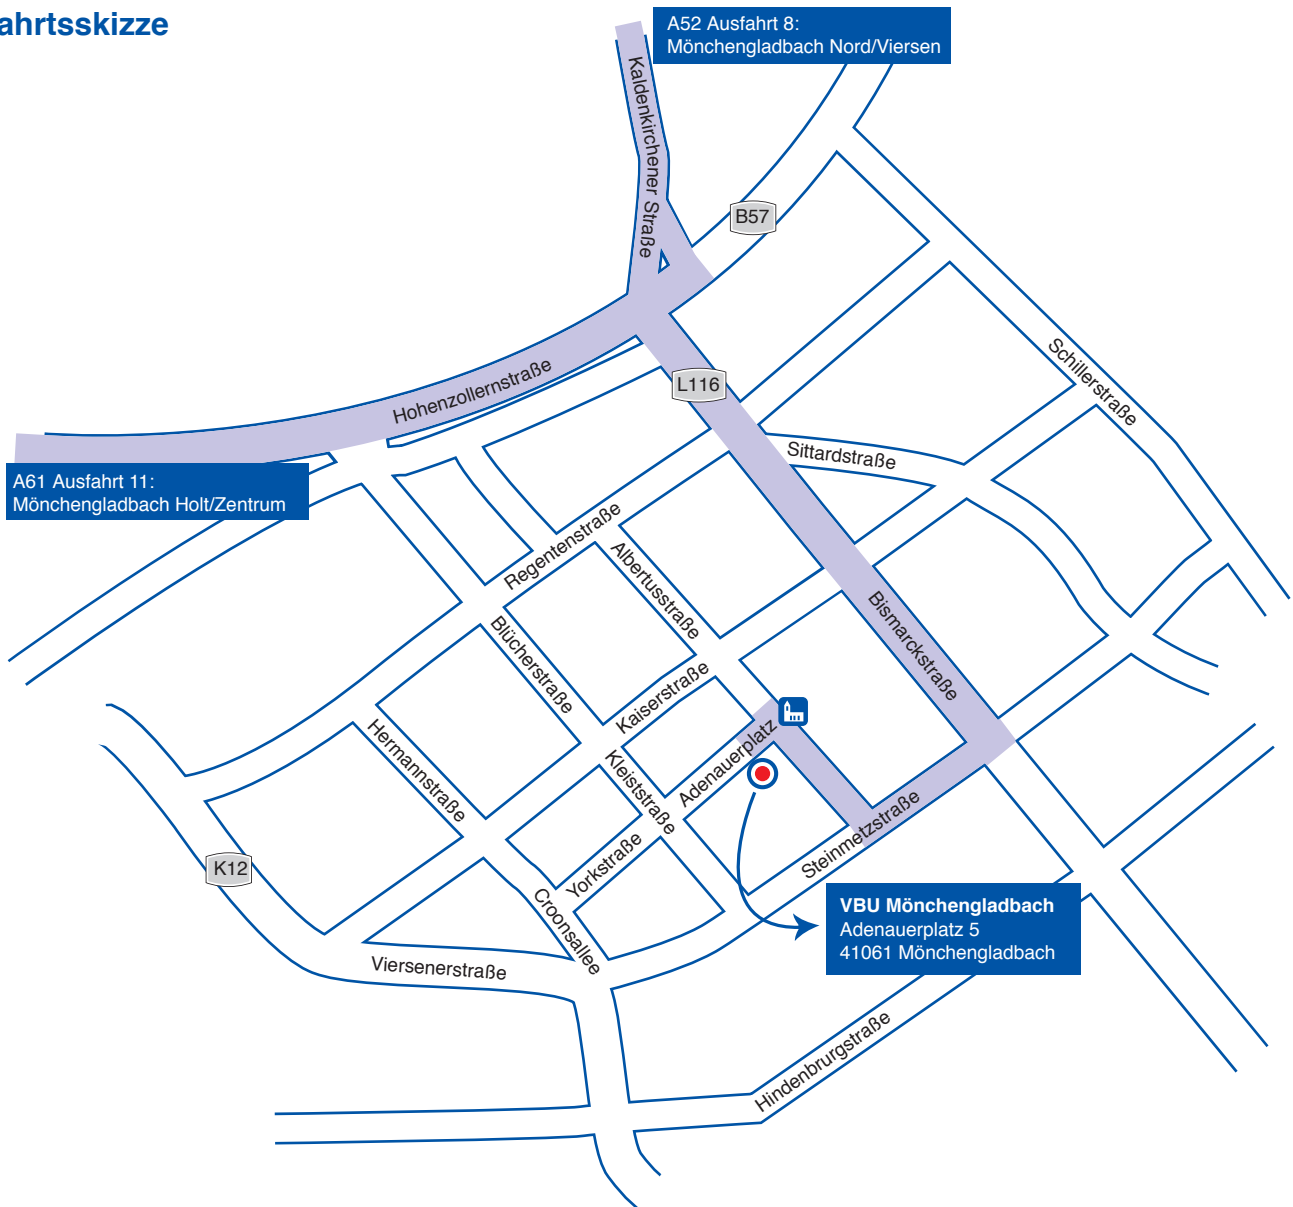 ahrtsskizze
A52 Ausfahrt 8:
Mönchengladbach Nord/Viersen
Kaldenkirchener Straße
B57
Schillerstraße
Hohenzollernstraße
L116
Sittardstraße
A61 Ausfahrt 11:
Mönchengladbach Holt/Zentrum
Regentenstraße
Albertusstraße
Bismarckstraße
Blücherstraße
Kaiserstraße
Hermannstraße
Adenauerplatz
Kleiststraße
Steinmetzstraße
Yorkstraße
K12
Croonsallee
VBU Mönchengladbach
Adenauerplatz 5
41061 Mönchengladbach
Viersenerstraße
Hindenbrurgstraße